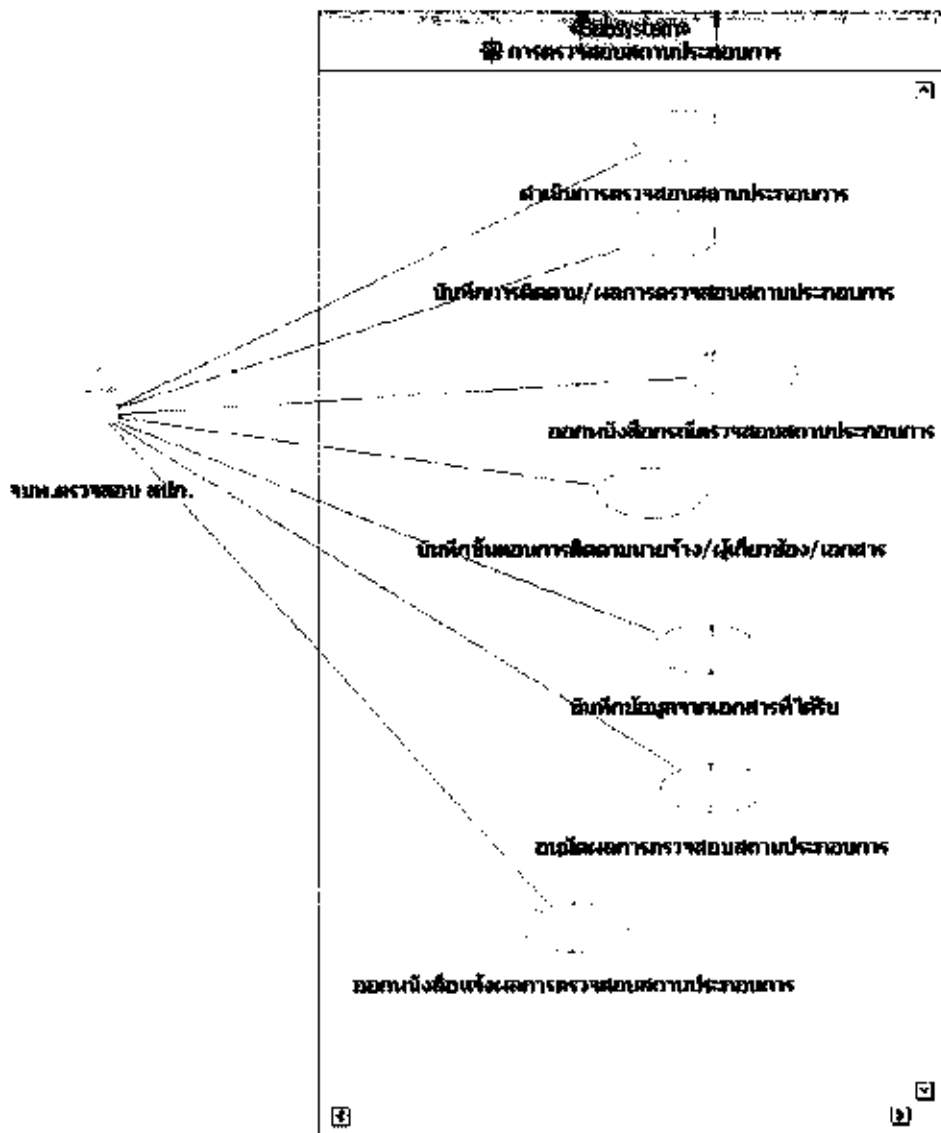 «Subsystem»
การตรวจสอบสถานประกอบการ
ดำเนินการตรวจสอบสถานประกอบการ
บันทึกการติดตาม/ผลการตรวจสอบสถานประกอบการ
ออกหนังสือกรณีตรวจสอบสถานประกอบการ
จนท.ตรวจสอบ สปก.
บันทึกขั้นตอนการติดตามนายจ้าง/ผู้เกี่ยวข้อง/เอกสาร
บันทึกข้อมูลจากเอกสารที่ได้รับ
อนุมัติผลการตรวจสอบสถานประกอบการ
ออกหนังสือแจ้งผลการตรวจสอบสถานประกอบการ